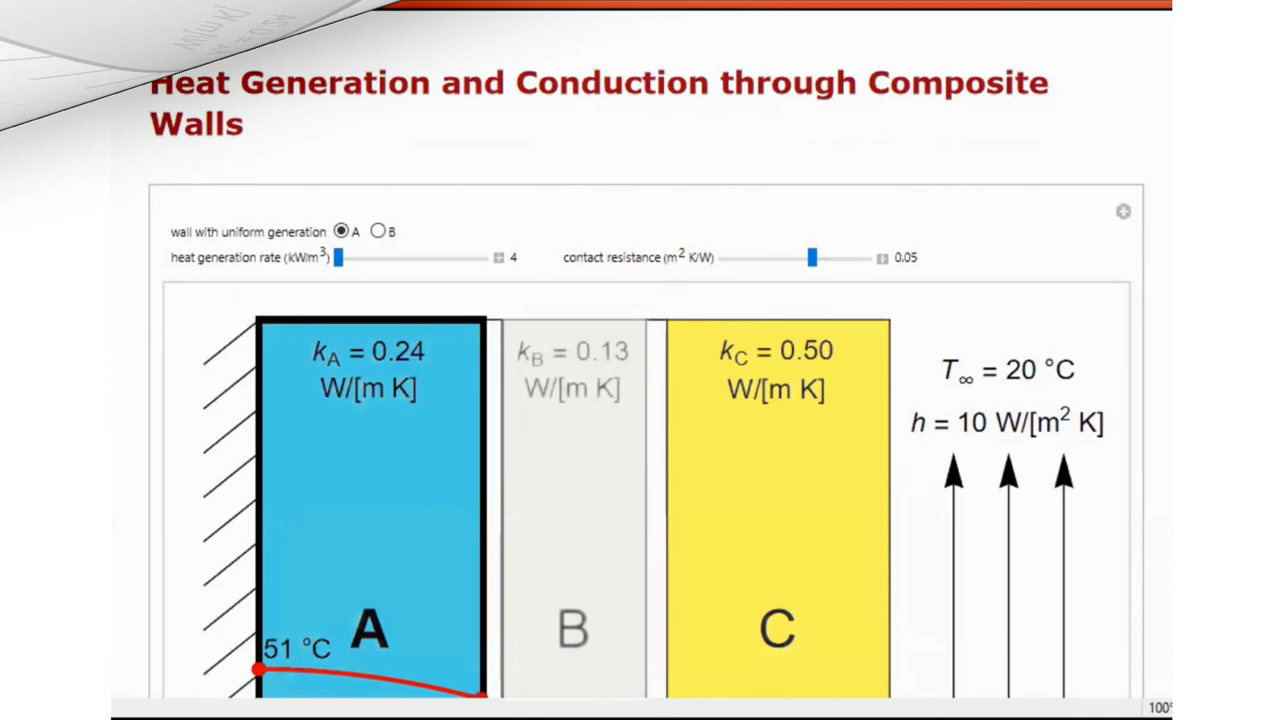 Heat Generation and Conduction through Composite
Walls
wall with uniform generation A B
heat generation rate (kW/m³) 4 contact resistance (m² K/W) 0.05
k_A = 0.24
W/[m K]
k_B = 0.13
W/[m K]
k_C = 0.50
W/[m K]
T_∞ = 20 °C
h = 10 W/[m² K]
A
B
C
51 °C